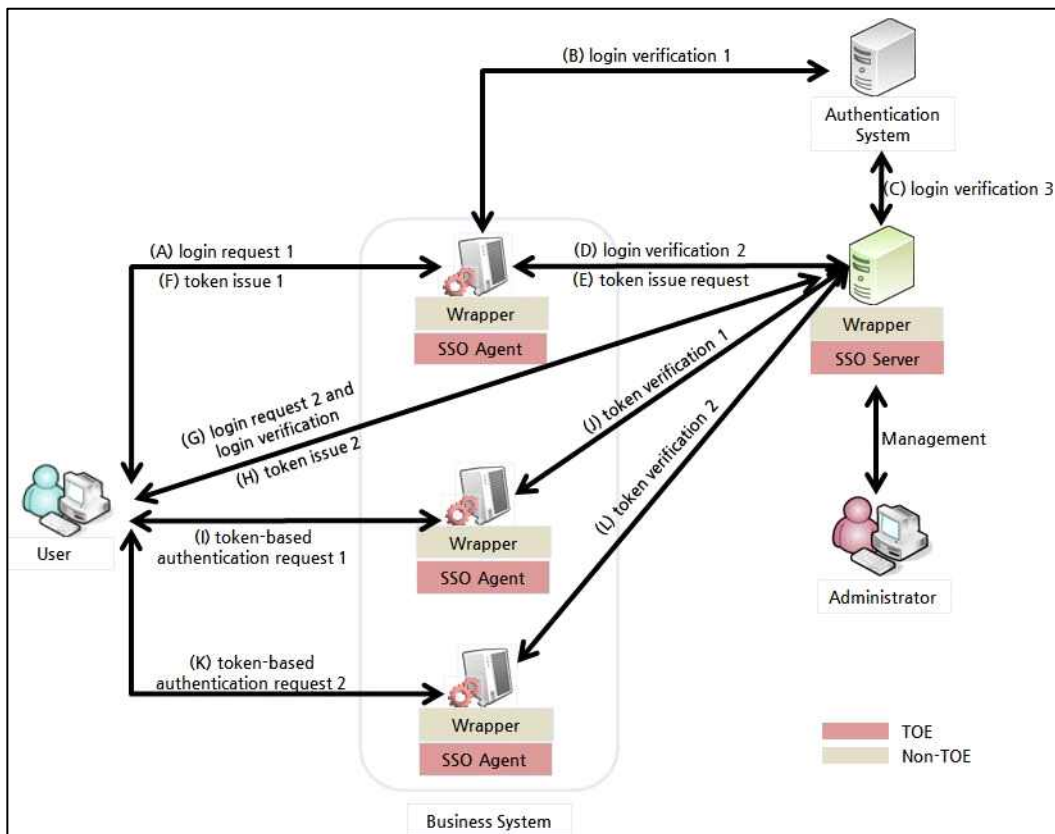 (B) login verification 1
Authentication
System
(C) login verification 3
(A) login request 1
(F) token issue 1
(D) login verification 2
(E) token issue request
Wrapper
SSO Agent
Wrapper
SSO Server
(G) login request 2 and
login verification
(H) token issue 2
(J) token verification 1
(L) token verification 2
Management
User
(I) token-based
authentication request 1
Wrapper
SSO Agent
Administrator
(K) token-based
authentication request 2
Wrapper
SSO Agent
TOE
Non-TOE
Business System